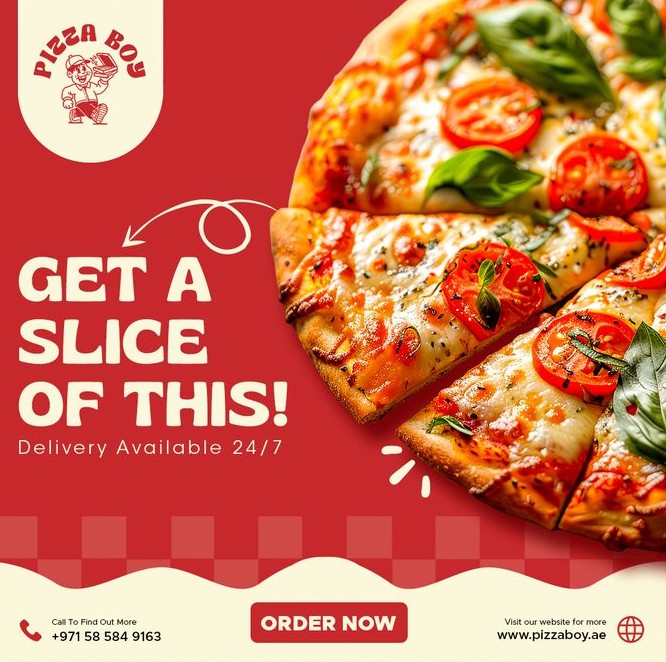 PIZZA BOY
GET A
SLICE
OF THIS!
Delivery Available 24/7
Call To Find Out More
+971 58 584 9163
ORDER NOW
Visit our website for more
www.pizzaboy.ae